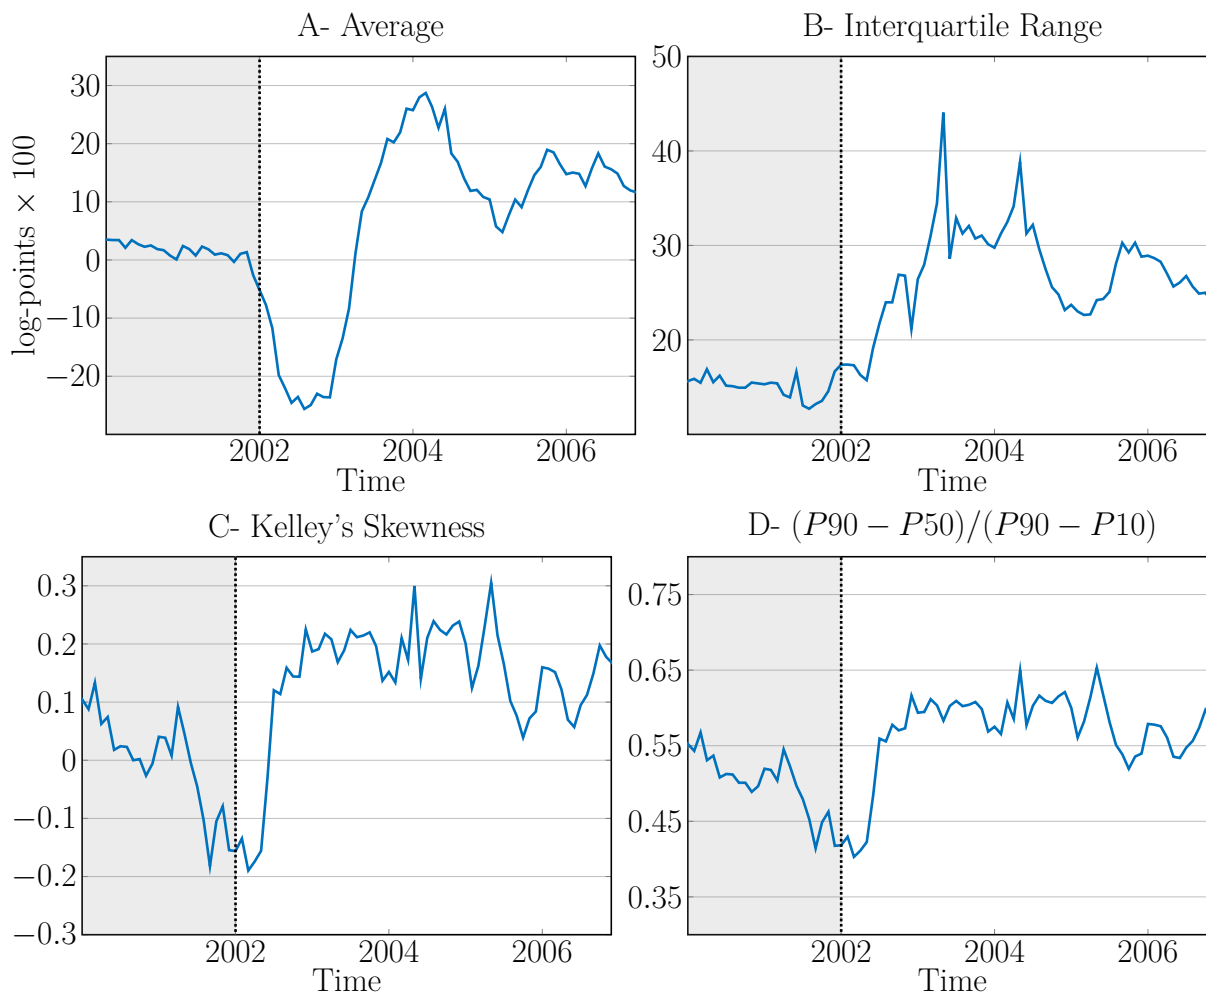 A- Average
30
20
10
0
−10
−20
log-points × 100
2002 2004 2006
Time
B- Interquartile Range
50
40
30
20
2002 2004 2006
Time
C- Kelley's Skewness
0.3
0.2
0.1
0
−0.1
−0.2
−0.3
2002 2004 2006
Time
D- (P90 − P50)/(P90 − P10)
0.75
0.65
0.55
0.45
0.35
2002 2004 2006
Time